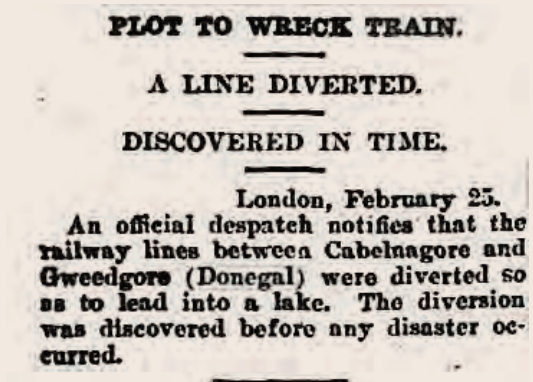 PLOT TO WRECK TRAIN.
A LINE DIVERTED.
DISCOVERED IN TIME.
London, February 25.
An official despatch notifies that the
railway lines between Cabelnagore and
Gweedgore (Donegal) were diverted so
as to lead into a lake. The diversion
was discovered before any disaster oc-
curred.